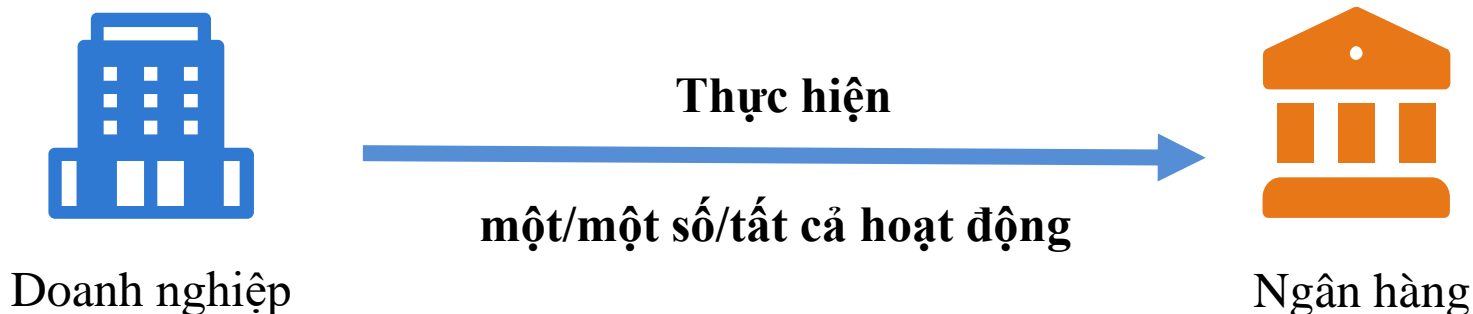 Thực hiện
một/một số/tất cả hoạt động
Doanh nghiệp
Ngân hàng